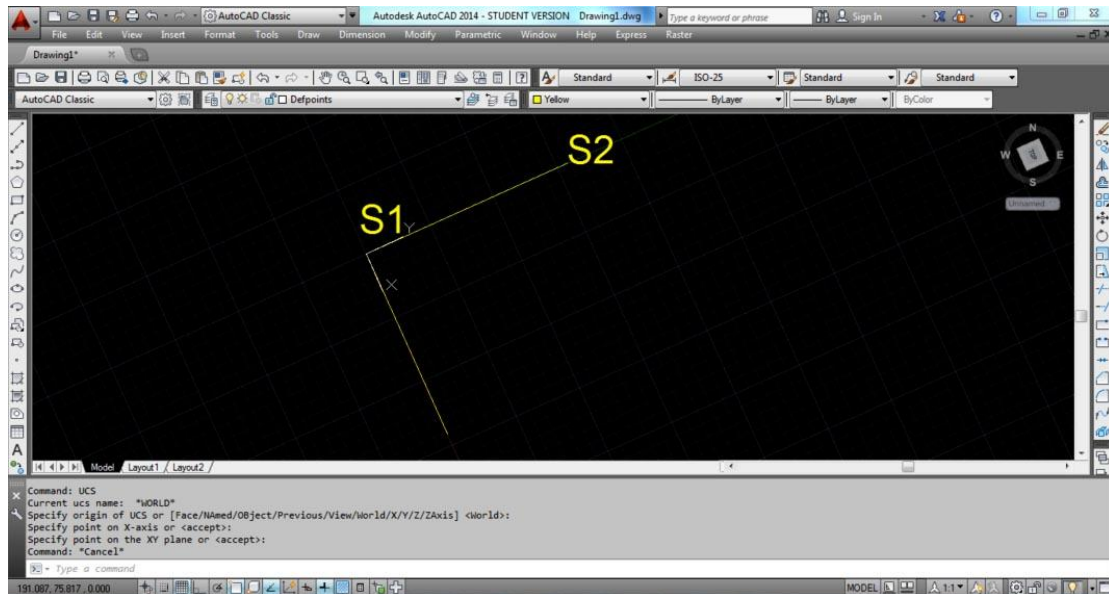 AutoCAD Classic
Autodesk AutoCAD 2014 - STUDENT VERSION Drawing1.dwg
Type a keyword or phrase
Sign In
File Edit View Insert Format Tools Draw Dimension Modify Parametric Window Help Express Raster
Drawing1*
Standard ISO-25 Standard Standard
AutoCAD Classic Defpoints Yellow ByLayer ByLayer ByColor
N
W E
S
Unnamed
S2
S1
Y
X
Model Layout1 Layout2
Command: UCS
Current ucs name: *WORLD*
Specify origin of UCS or [Face/NAmed/OBject/Previous/View/World/X/Y/Z/ZAxis] <World>:
Specify point on X-axis or <accept>:
Specify point on the XY plane or <accept>:
Command: *Cancel*
Type a command
191.087, 75.817, 0.000 MODEL 1:1